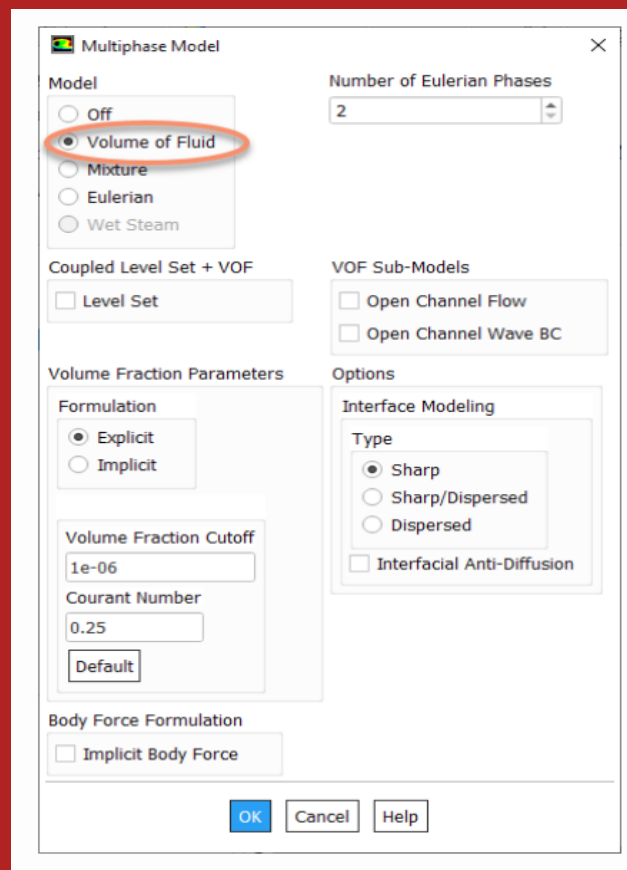 Multiphase Model
Model
Off
Volume of Fluid
Mixture
Eulerian
Wet Steam
Number of Eulerian Phases
2
Coupled Level Set + VOF
Level Set
VOF Sub-Models
Open Channel Flow
Open Channel Wave BC
Volume Fraction Parameters
Formulation
Explicit
Implicit
Volume Fraction Cutoff
1e-06
Courant Number
0.25
Default
Options
Interface Modeling
Type
Sharp
Sharp/Dispersed
Dispersed
Interfacial Anti-Diffusion
Body Force Formulation
Implicit Body Force
OK
Cancel
Help